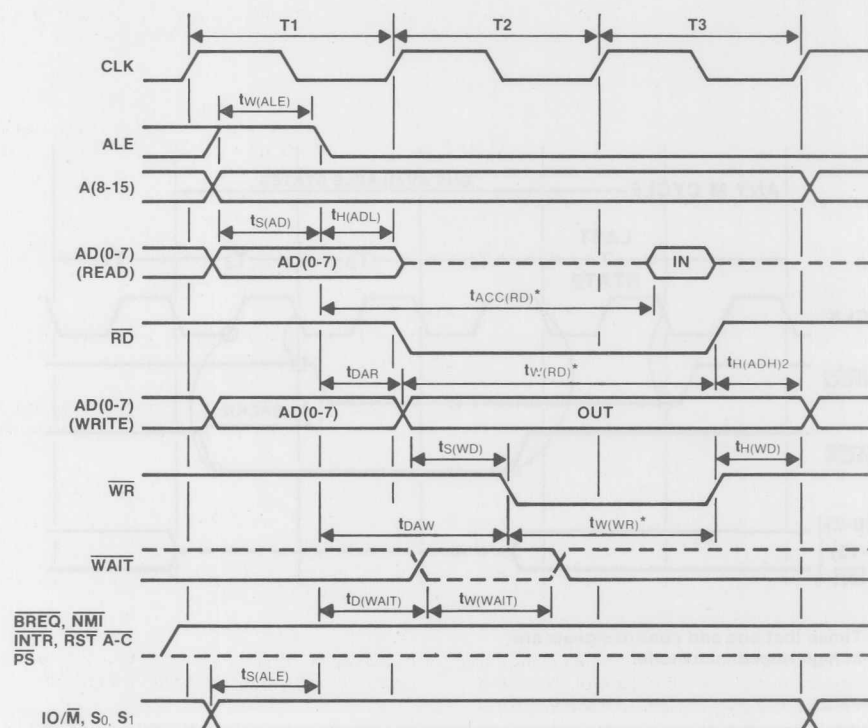 T1 T2 T3
CLK
tW(ALE)
ALE
A(8-15)
tS(AD) tH(ADL)
AD(0-7)
(READ)
AD(0-7) IN
tACC(RD)*
RD
tDAR tW(RD)* tH(ADH)2
AD(0-7)
(WRITE)
AD(0-7) OUT
tS(WD) tH(WD)
WR
tDAW tW(WR)*
WAIT
tD(WAIT) tW(WAIT)
BREQ, NMI
INTR, RST A-C
PS
tS(ALE)
IO/M, S0, S1